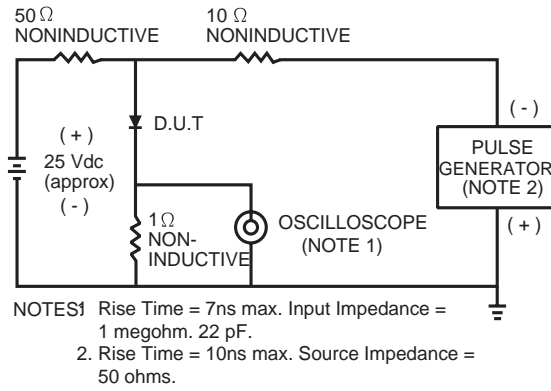 50 Ω
NONINDUCTIVE
10 Ω
NONINDUCTIVE
(+)
25 Vdc
(approx)
(-)
D.U.T
1Ω
NON-
INDUCTIVE
OSCILLOSCOPE
(NOTE 1)
(-)
PULSE
GENERATOR
(NOTE 2)
(+)
NOTES1 Rise Time = 7ns max. Input Impedance =
1 megohm. 22 pF.
2. Rise Time = 10ns max. Source Impedance =
50 ohms.